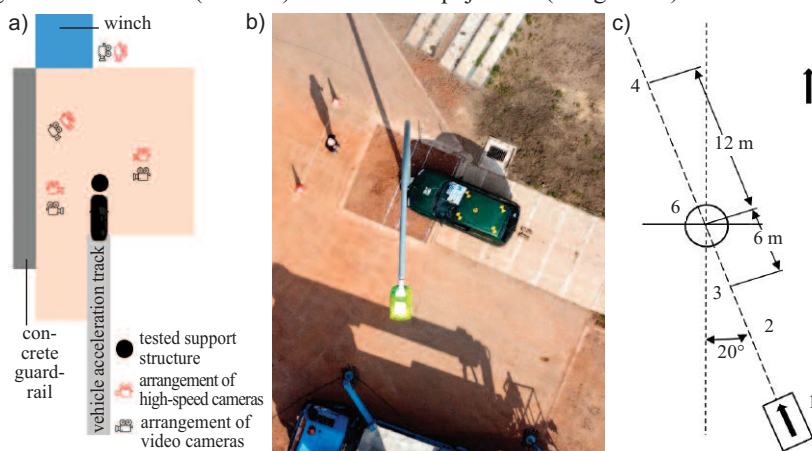 a)
winch
con-
crete
guard-
rail
vehicle acceleration track
tested support
structure
arrangement of
high-speed cameras
arrangement of
video cameras
b)
c)
4
12 m
6
6 m
3
2
20°
1